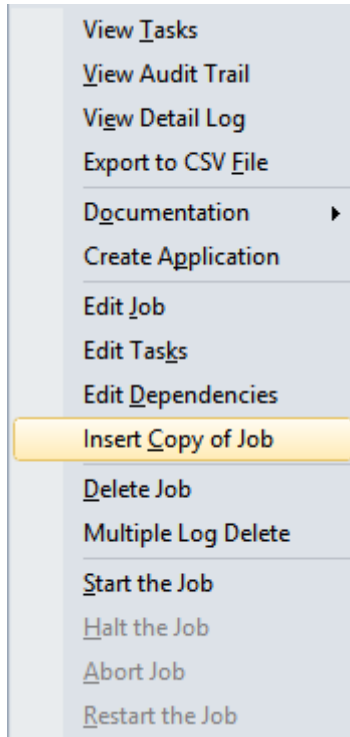 View Tasks
View Audit Trail
View Detail Log
Export to CSV File
Documentation
Create Application
Edit Job
Edit Tasks
Edit Dependencies
Insert Copy of Job
Delete Job
Multiple Log Delete
Start the Job
Halt the Job
Abort Job
Restart the Job